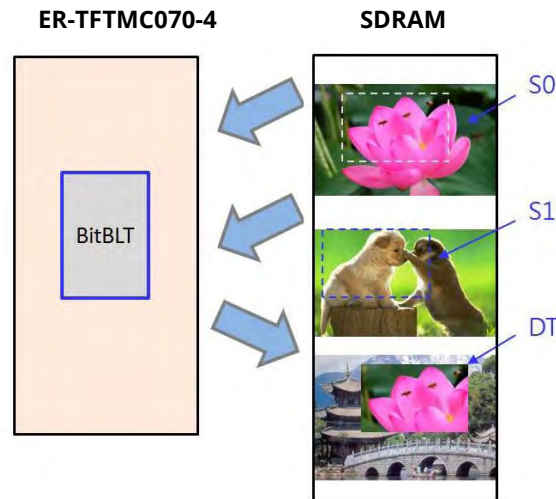 ER-TFTMC070-4
SDRAM
S0
BitBLT
S1
DT